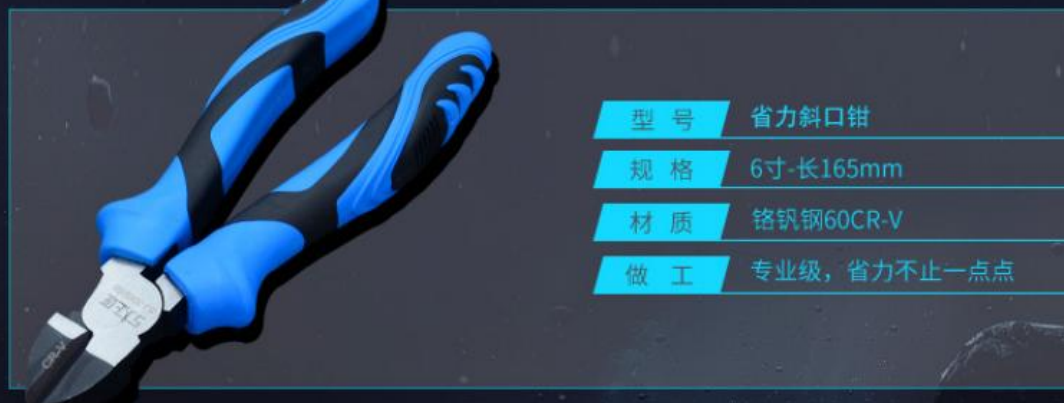 型号 省力斜口钳
规格 6寸-长165mm
材质 铬钒钢60CR-V
做工 专业级，省力不止一点点
CR-V